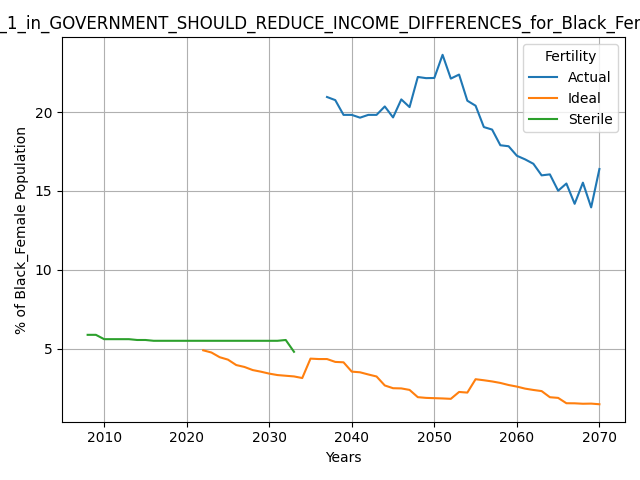 _1_in_GOVERNMENT_SHOULD_REDUCE_INCOME_DIFFERENCES_for_Black_Fer
Fertility
Actual
Ideal
Sterile
% of Black_Female Population
20
15
10
5
2010 2020 2030 2040 2050 2060 2070
Years